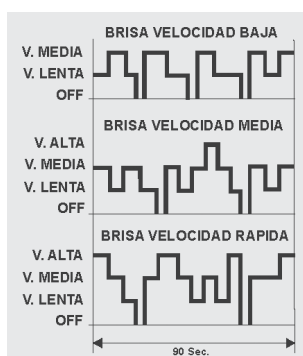 BRISA VELOCIDAD BAJA
V. MEDIA
V. LENTA
OFF
BRISA VELOCIDAD MEDIA
V. ALTA
V. MEDIA
V. LENTA
OFF
BRISA VELOCIDAD RAPIDA
V. ALTA
V. MEDIA
V. LENTA
OFF
90 Sec.